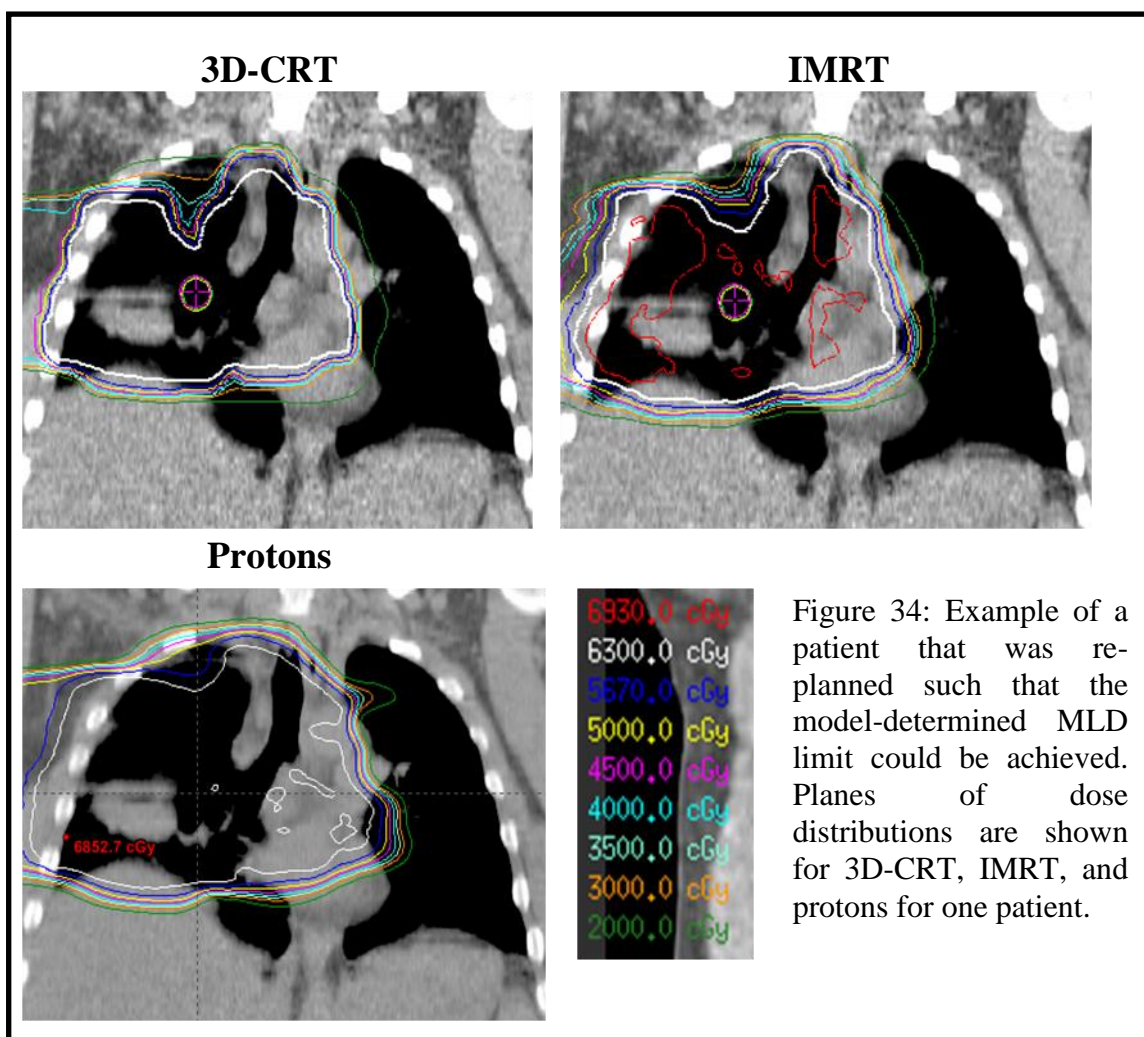 3D-CRT
IMRT
Protons
6852.7 cGy
6930.0 cGy
6300.0 cGy
5670.0 cGy
5000.0 cGy
4500.0 cGy
4000.0 cGy
3500.0 cGy
3000.0 cGy
2000.0 cGy
Figure 34: Example of a
patient that was re-
planned such that the
model-determined MLD
limit could be achieved.
Planes of dose
distributions are shown
for 3D-CRT, IMRT, and
protons for one patient.